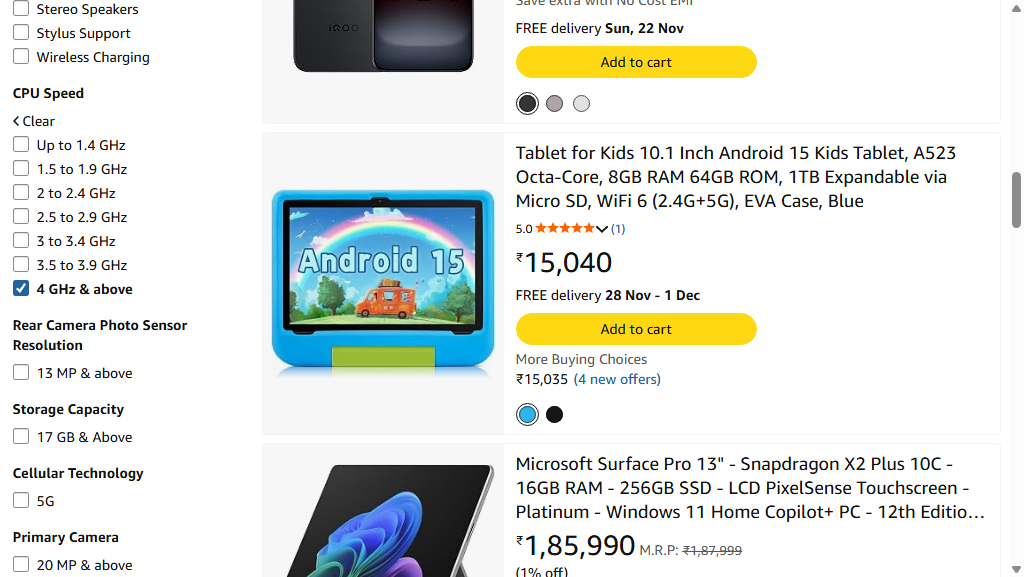 Stereo Speakers
Stylus Support
Wireless Charging
CPU Speed
Clear
Up to 1.4 GHz
1.5 to 1.9 GHz
2 to 2.4 GHz
2.5 to 2.9 GHz
3 to 3.4 GHz
3.5 to 3.9 GHz
4 GHz & above
Rear Camera Photo Sensor
Resolution
13 MP & above
Storage Capacity
17 GB & Above
Cellular Technology
5G
Primary Camera
20 MP & above
iQOO
Save extra with No Cost EMI
FREE delivery Sun, 22 Nov
Add to cart
Android 15
Tablet for Kids 10.1 Inch Android 15 Kids Tablet, A523
Octa-Core, 8GB RAM 64GB ROM, 1TB Expandable via
Micro SD, WiFi 6 (2.4G+5G), EVA Case, Blue
5.0 (1)
₹15,040
FREE delivery 28 Nov - 1 Dec
Add to cart
More Buying Choices
₹15,035 (4 new offers)
Microsoft Surface Pro 13" - Snapdragon X2 Plus 10C -
16GB RAM - 256GB SSD - LCD PixelSense Touchscreen -
Platinum - Windows 11 Home Copilot+ PC - 12th Editio…
₹1,85,990 M.R.P: ₹1,87,999
(1% off)